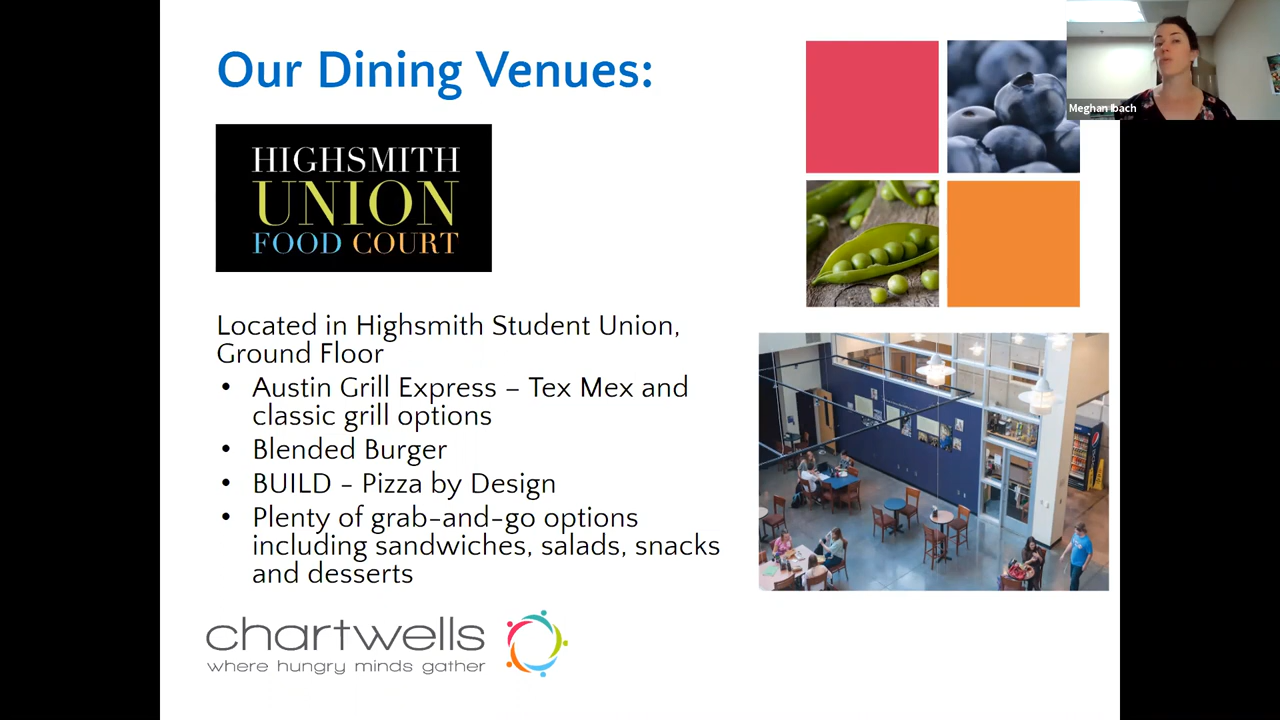 Our Dining Venues:
Meghan Ibach
HIGHSMITH
UNION
FOOD COURT
Located in Highsmith Student Union,
Ground Floor
• Austin Grill Express – Tex Mex and
classic grill options
• Blended Burger
• BUILD – Pizza by Design
• Plenty of grab-and-go options
including sandwiches, salads, snacks
and desserts
chartwells
where hungry minds gather